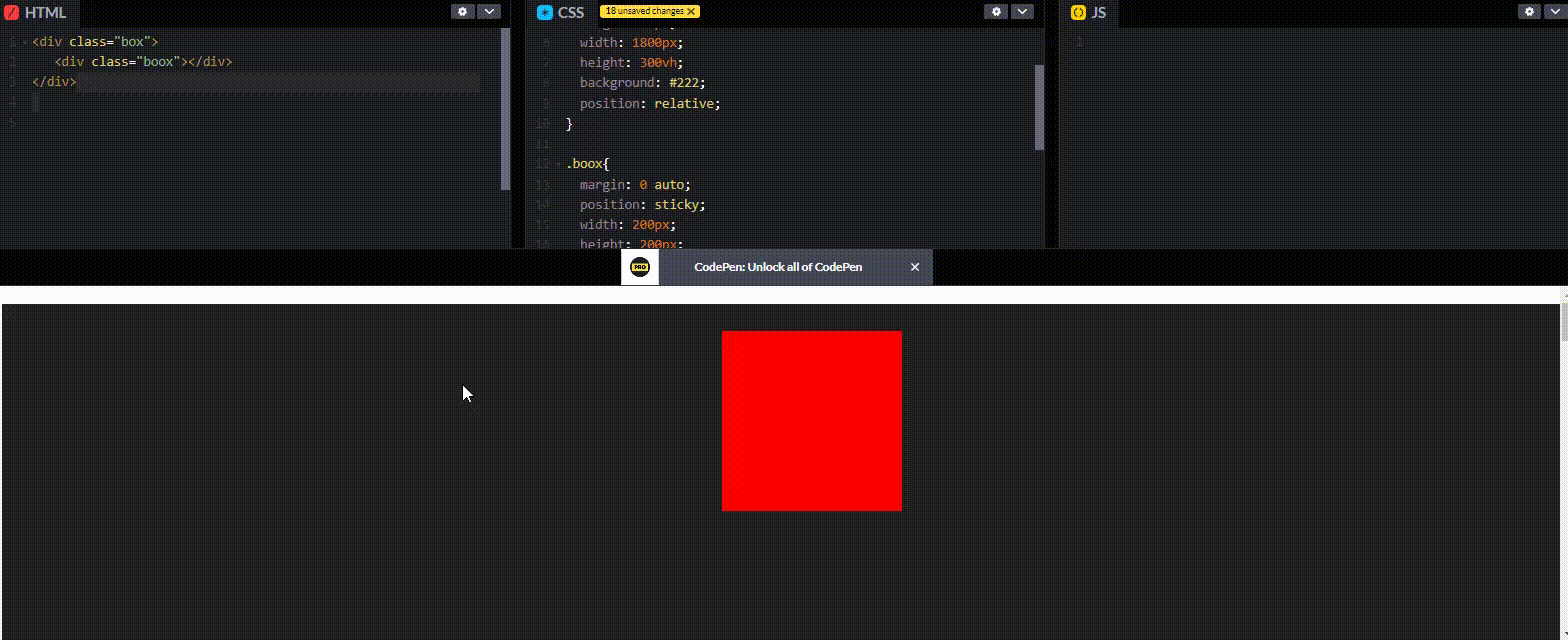 HTML
1 <div class="box">
2 <div class="boox"></div>
3 </div>
4
5
CSS 18 unsaved changes
6 width: 1800px;
7 height: 300vh;
8 background: #222;
9 position: relative;
10 }
11
12 .boox{
13 margin: 0 auto;
14 position: sticky;
15 width: 200px;
16 height: 200px;
JS
1
PRO CodePen: Unlock all of CodePen